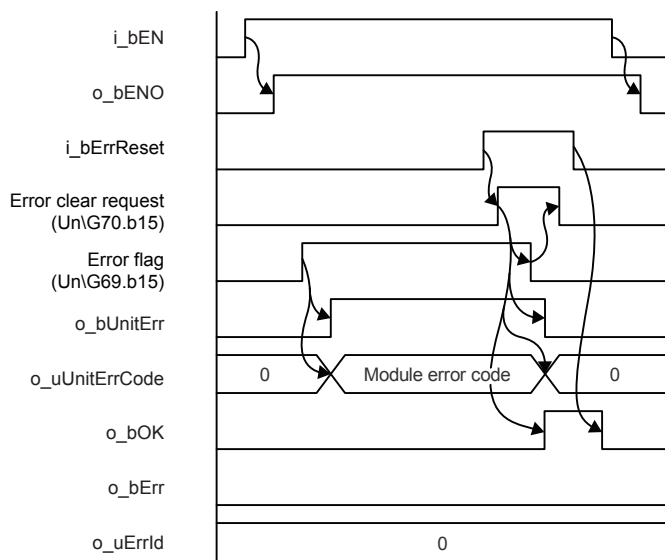 i_bEN
o_bENO
i_bErrReset
Error clear request
(Un\G70.b15)
Error flag
(Un\G69.b15)
o_bUnitErr
o_uUnitErrCode
0
Module error code
0
o_bOK
o_bErr
o_uErrId
0